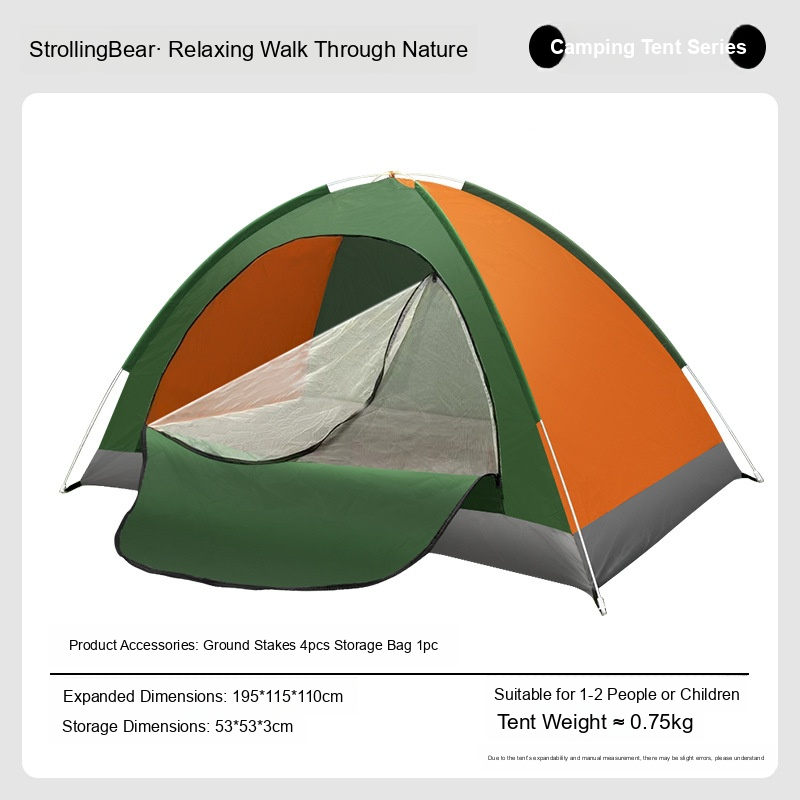 StrollingBear· Relaxing Walk Through Nature
Camping Tent Series
Product Accessories: Ground Stakes 4pcs Storage Bag 1pc
Expanded Dimensions: 195*115*110cm
Storage Dimensions: 53*53*3cm
Suitable for 1-2 People or Children
Tent Weight ≈ 0.75kg
Due to the tent's expandability and manual measurement, there may be slight errors, please understand